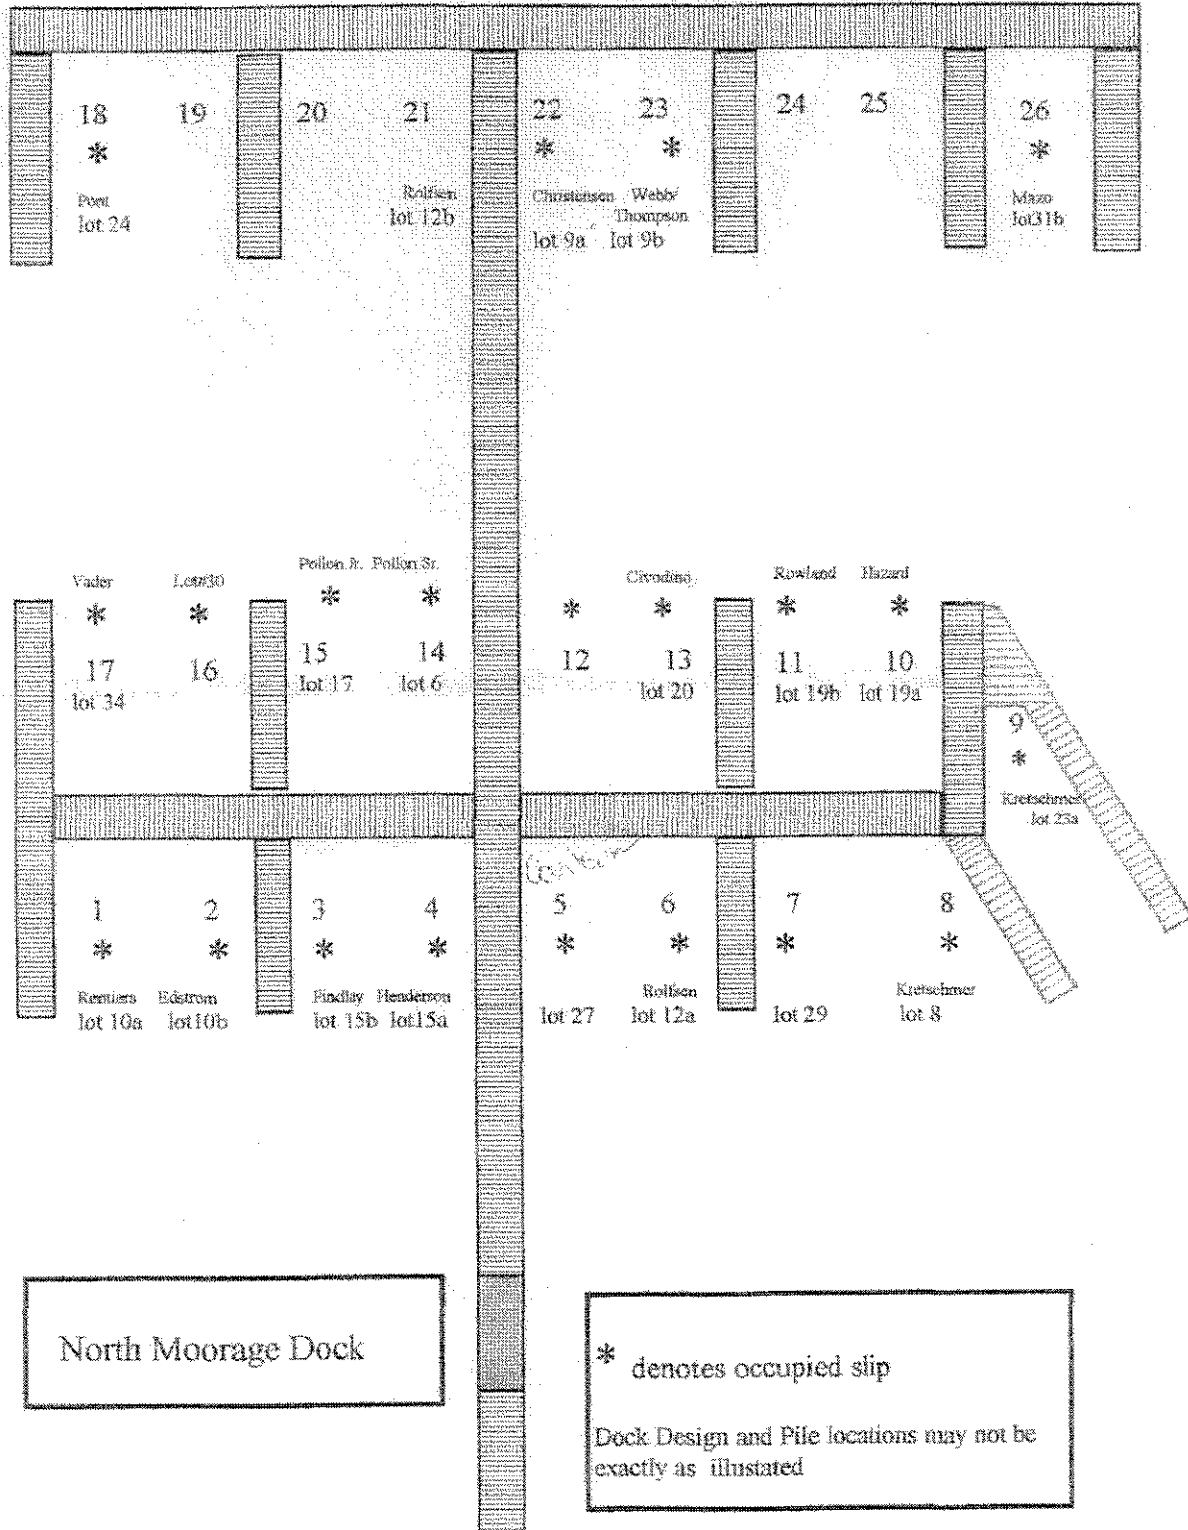 18 19 20 21 22 23 24 25 26
* * * *
Pont Rolfsen Christensen Webb/ Mazo
Thompson
lot 24 lot 12b lot 9a lot 9b lot31b
Vader Lot#30 Pollon Jr. Pollon Sr. Civodino Rowland Hazard
* * * * * * * *
17 16 15 14 12 13 11 10
lot 34 lot 17 lot 6 lot 20 lot 19b lot 19a
9
*
Kretschmer
lot 23a
1 2 3 4 5 6 7 8
* * * * * * * *
Rentiers Edstrom Findlay Henderson Rolfsen Kretschmer
lot 10a lot10b lot 15b lot15a lot 27 lot 12a lot 29 lot 8
North Moorage Dock
* denotes occupied slip
Dock Design and Pile locations may not be
exactly as illustated